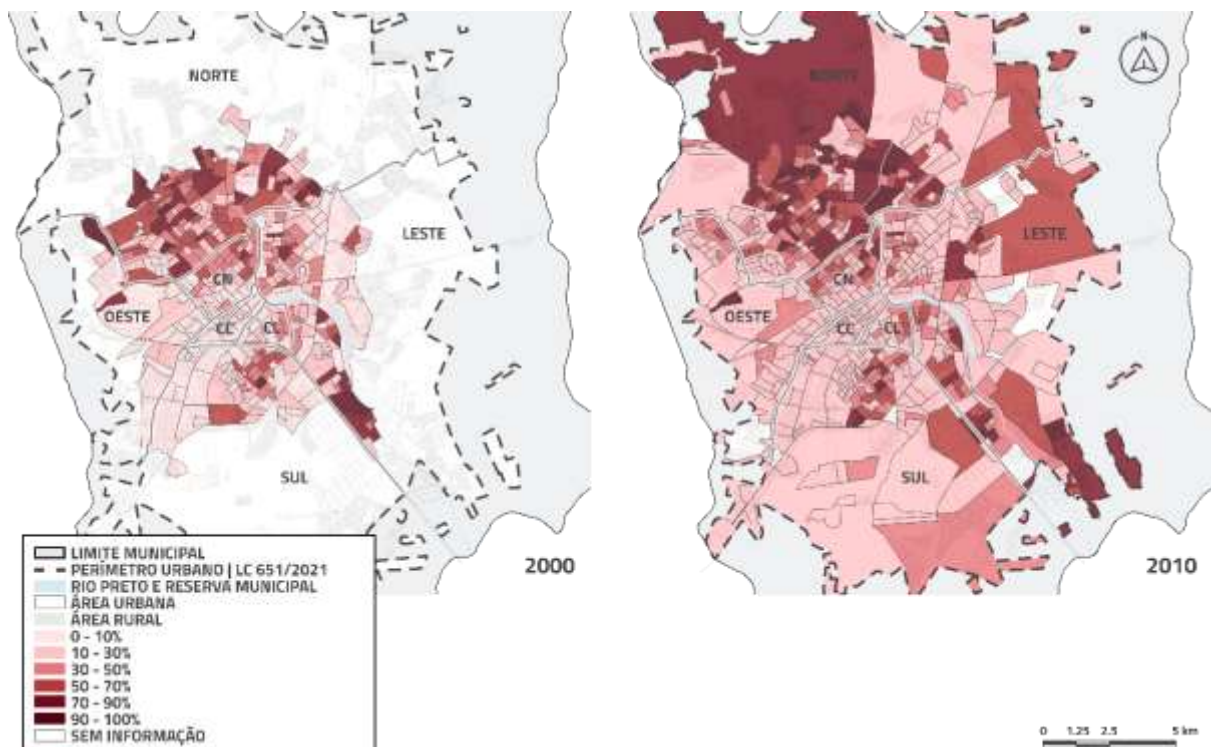 NORTE
LESTE
CN
OESTE
CC
CL
SUL
2000
N
NORTE
LESTE
CN
OESTE
CC
CL
SUL
2010
LIMITE MUNICIPAL
PERÍMETRO URBANO | LC 651/2021
RIO PRETO E RESERVA MUNICIPAL
ÁREA URBANA
ÁREA RURAL
0 - 10%
10 - 30%
30 - 50%
50 - 70%
70 - 90%
90 - 100%
SEM INFORMAÇÃO
0 1.25 2.5 5 km